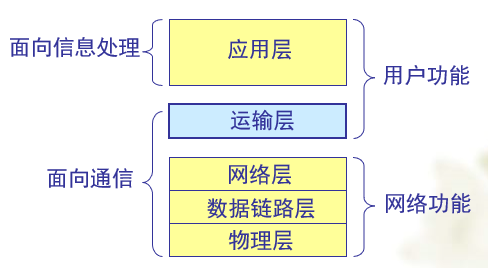 面向信息处理
应用层
用户功能
运输层
面向通信
网络层
数据链路层
物理层
网络功能